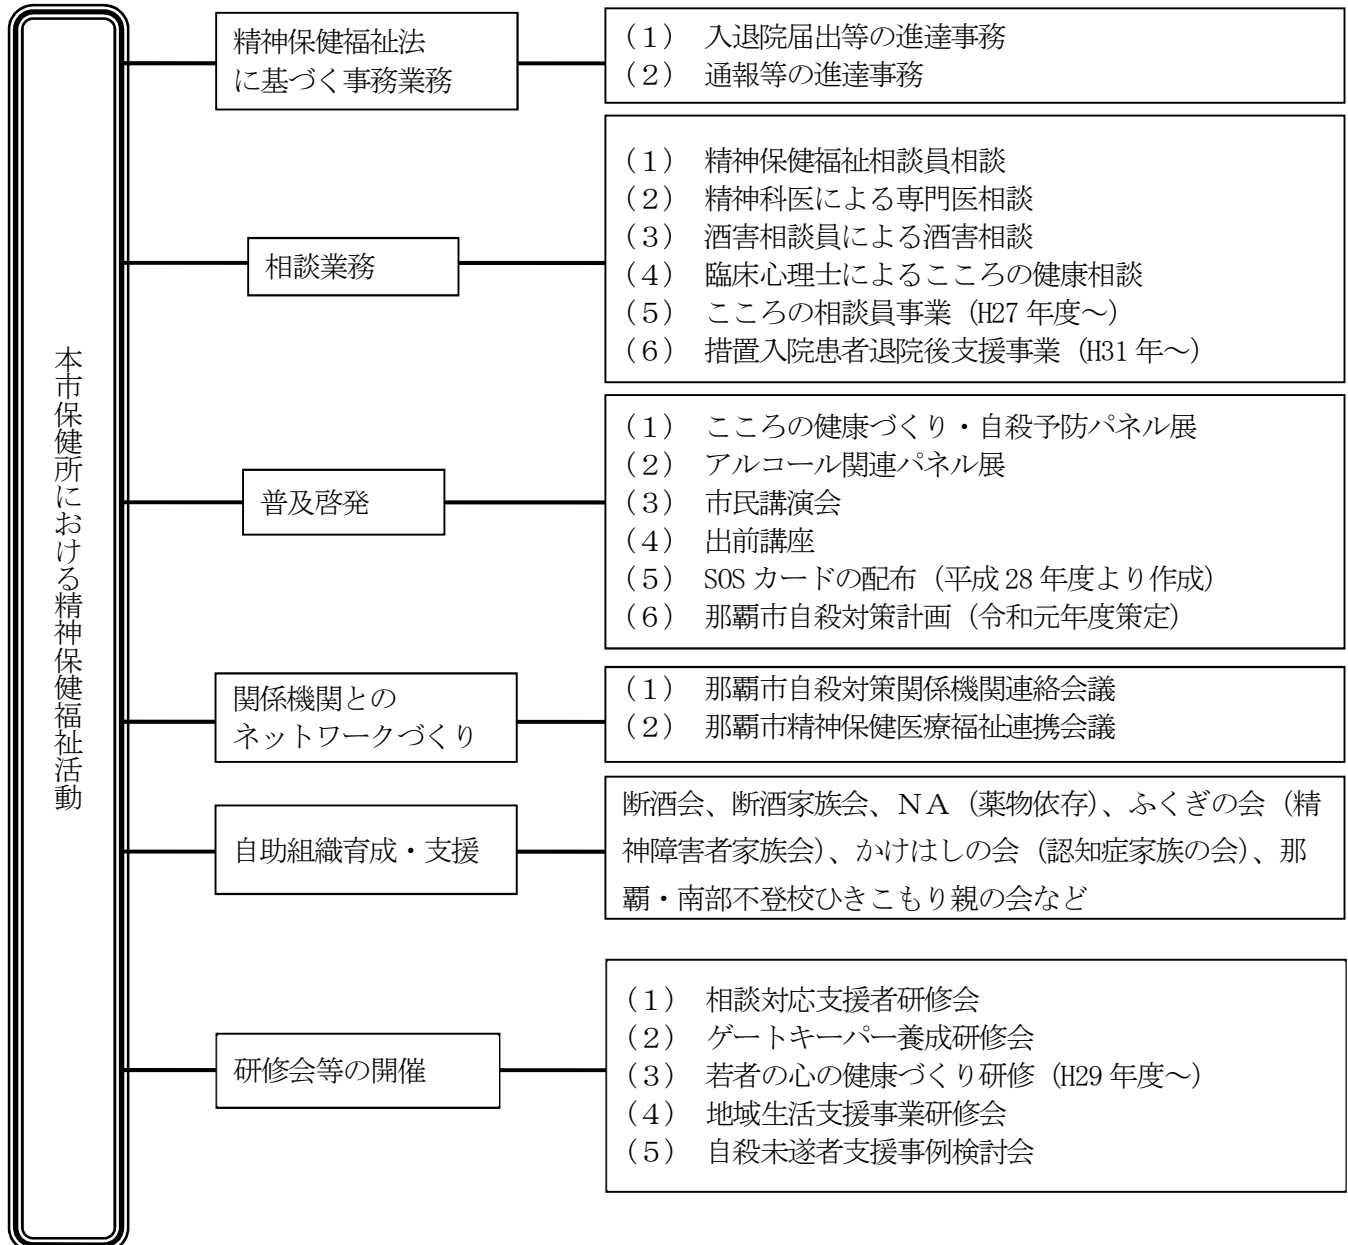 本市保健所における精神保健福祉活動
精神保健福祉法
に基づく事務業務
（１） 入退院届出等の進達事務
（２） 通報等の進達事務
相談業務
（１） 精神保健福祉相談員相談
（２） 精神科医による専門医相談
（３） 酒害相談員による酒害相談
（４） 臨床心理士によるこころの健康相談
（５） こころの相談員事業（H27 年度～）
（６） 措置入院患者退院後支援事業（H31 年～）
普及啓発
（１） こころの健康づくり・自殺予防パネル展
（２） アルコール関連パネル展
（３） 市民講演会
（４） 出前講座
（５） SOS カードの配布（平成 28 年度より作成）
（６） 那覇市自殺対策計画（令和元年度策定）
関係機関との
ネットワークづくり
（１） 那覇市自殺対策関係機関連絡会議
（２） 那覇市精神保健医療福祉連携会議
自助組織育成・支援
断酒会、断酒家族会、ＮＡ（薬物依存）、ふくぎの会（精
神障害者家族会）、かけはしの会（認知症家族の会）、那
覇・南部不登校ひきこもり親の会など
研修会等の開催
（１） 相談対応支援者研修会
（２） ゲートキーパー養成研修会
（３） 若者の心の健康づくり研修（H29 年度～）
（４） 地域生活支援事業研修会
（５） 自殺未遂者支援事例検討会